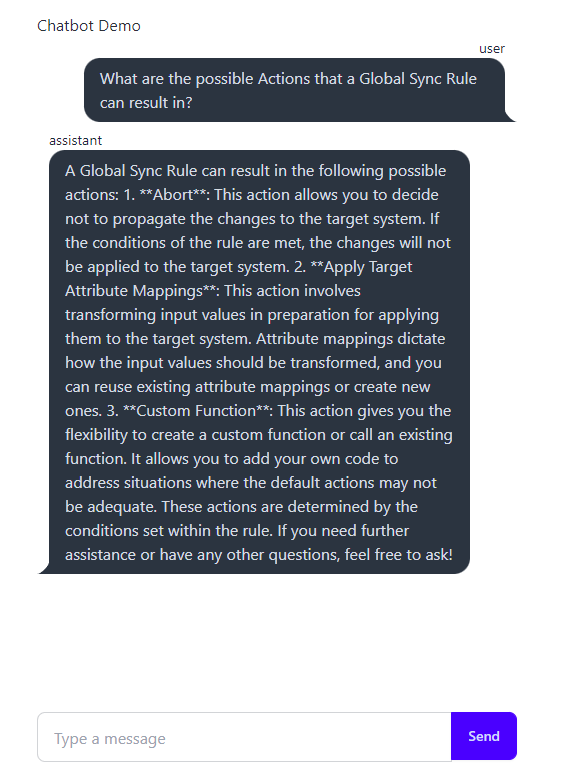 Chatbot Demo
user
What are the possible Actions that a Global Sync Rule
can result in?
assistant
A Global Sync Rule can result in the following possible
actions: 1. **Abort**: This action allows you to decide
not to propagate the changes to the target system. If
the conditions of the rule are met, the changes will not
be applied to the target system. 2. **Apply Target
Attribute Mappings**: This action involves
transforming input values in preparation for applying
them to the target system. Attribute mappings dictate
how the input values should be transformed, and you
can reuse existing attribute mappings or create new
ones. 3. **Custom Function**: This action gives you the
flexibility to create a custom function or call an existing
function. It allows you to add your own code to
address situations where the default actions may not
be adequate. These actions are determined by the
conditions set within the rule. If you need further
assistance or have any other questions, feel free to ask!
Type a message
Send